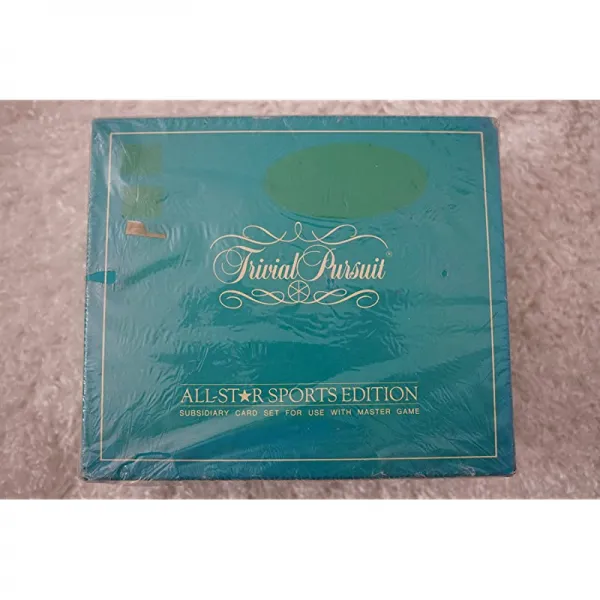 Trivial Pursuit®
ALL-ST★R SPORTS EDITION
SUBSIDIARY CARD SET FOR USE WITH MASTER GAME